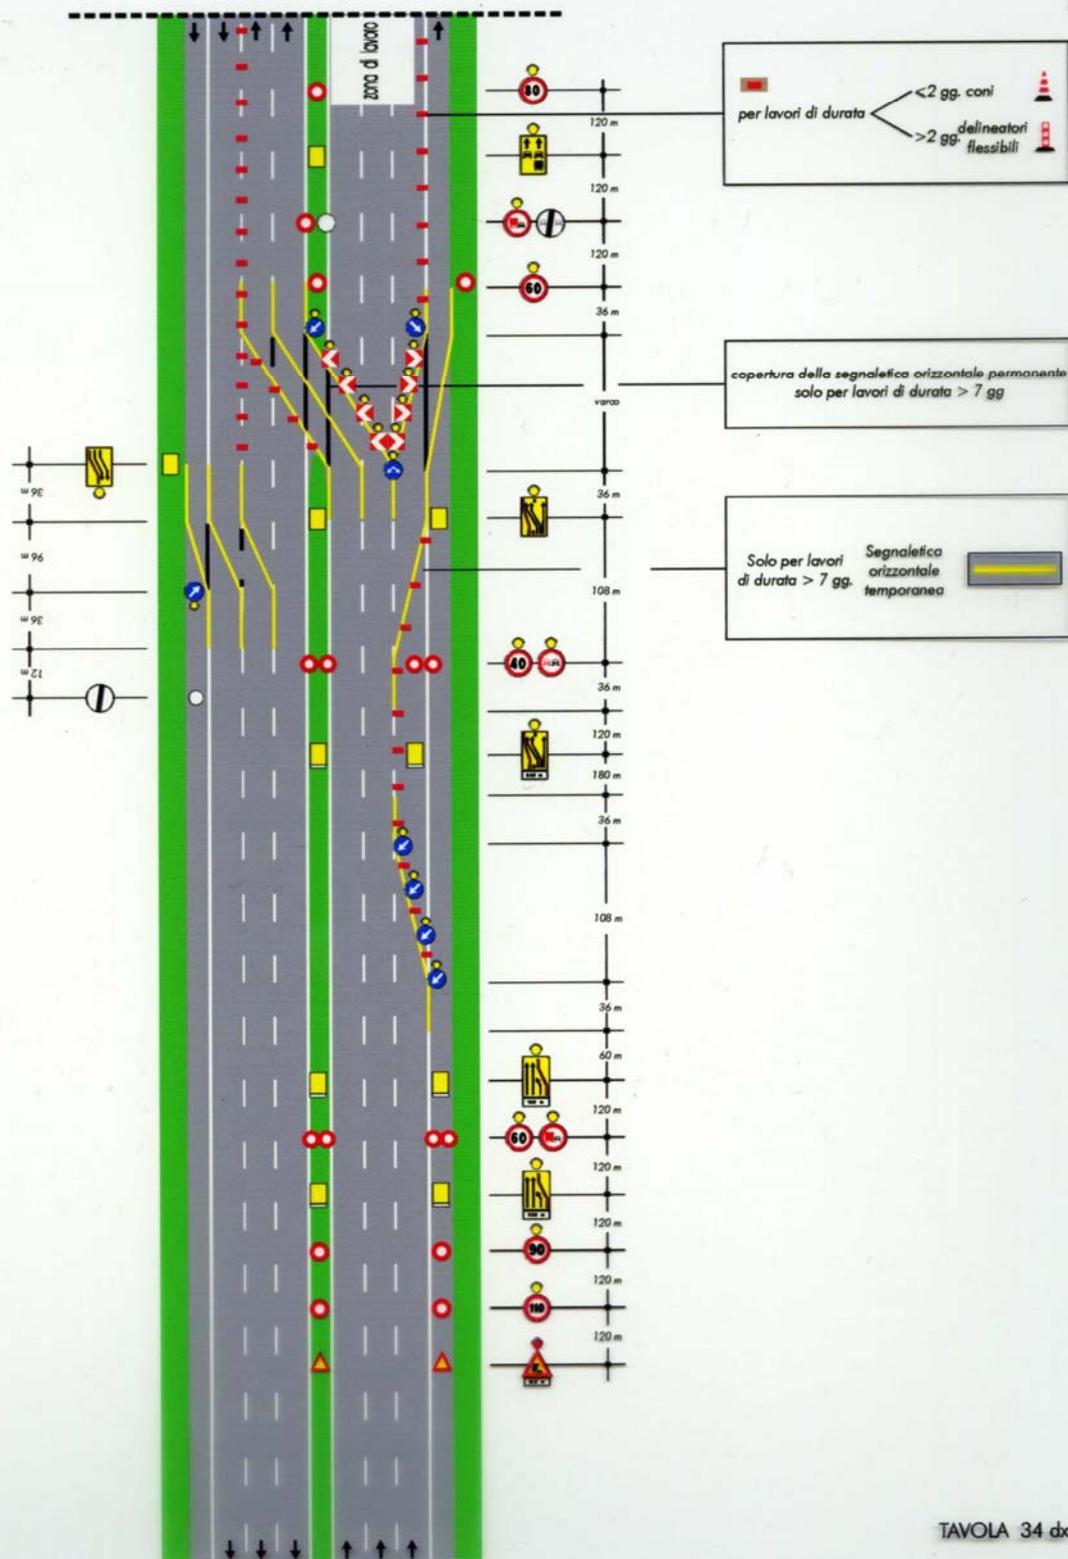 zona di lavoro
80
120 m
120 m
120 m
60
36 m
varco
36 m
108 m
40
36 m
120 m
180 m
36 m
108 m
36 m
60 m
120 m
60
120 m
120 m
90
120 m
110
120 m
36 m
96 m
36 m
12 m
per lavori di durata
<2 gg. coni
>2 gg. delineatori
flessibili
copertura della segnaletica orizzontale permanente
solo per lavori di durata > 7 gg
Solo per lavori
di durata > 7 gg.
Segnaletica
orizzontale
temporanea
TAVOLA 34 dx